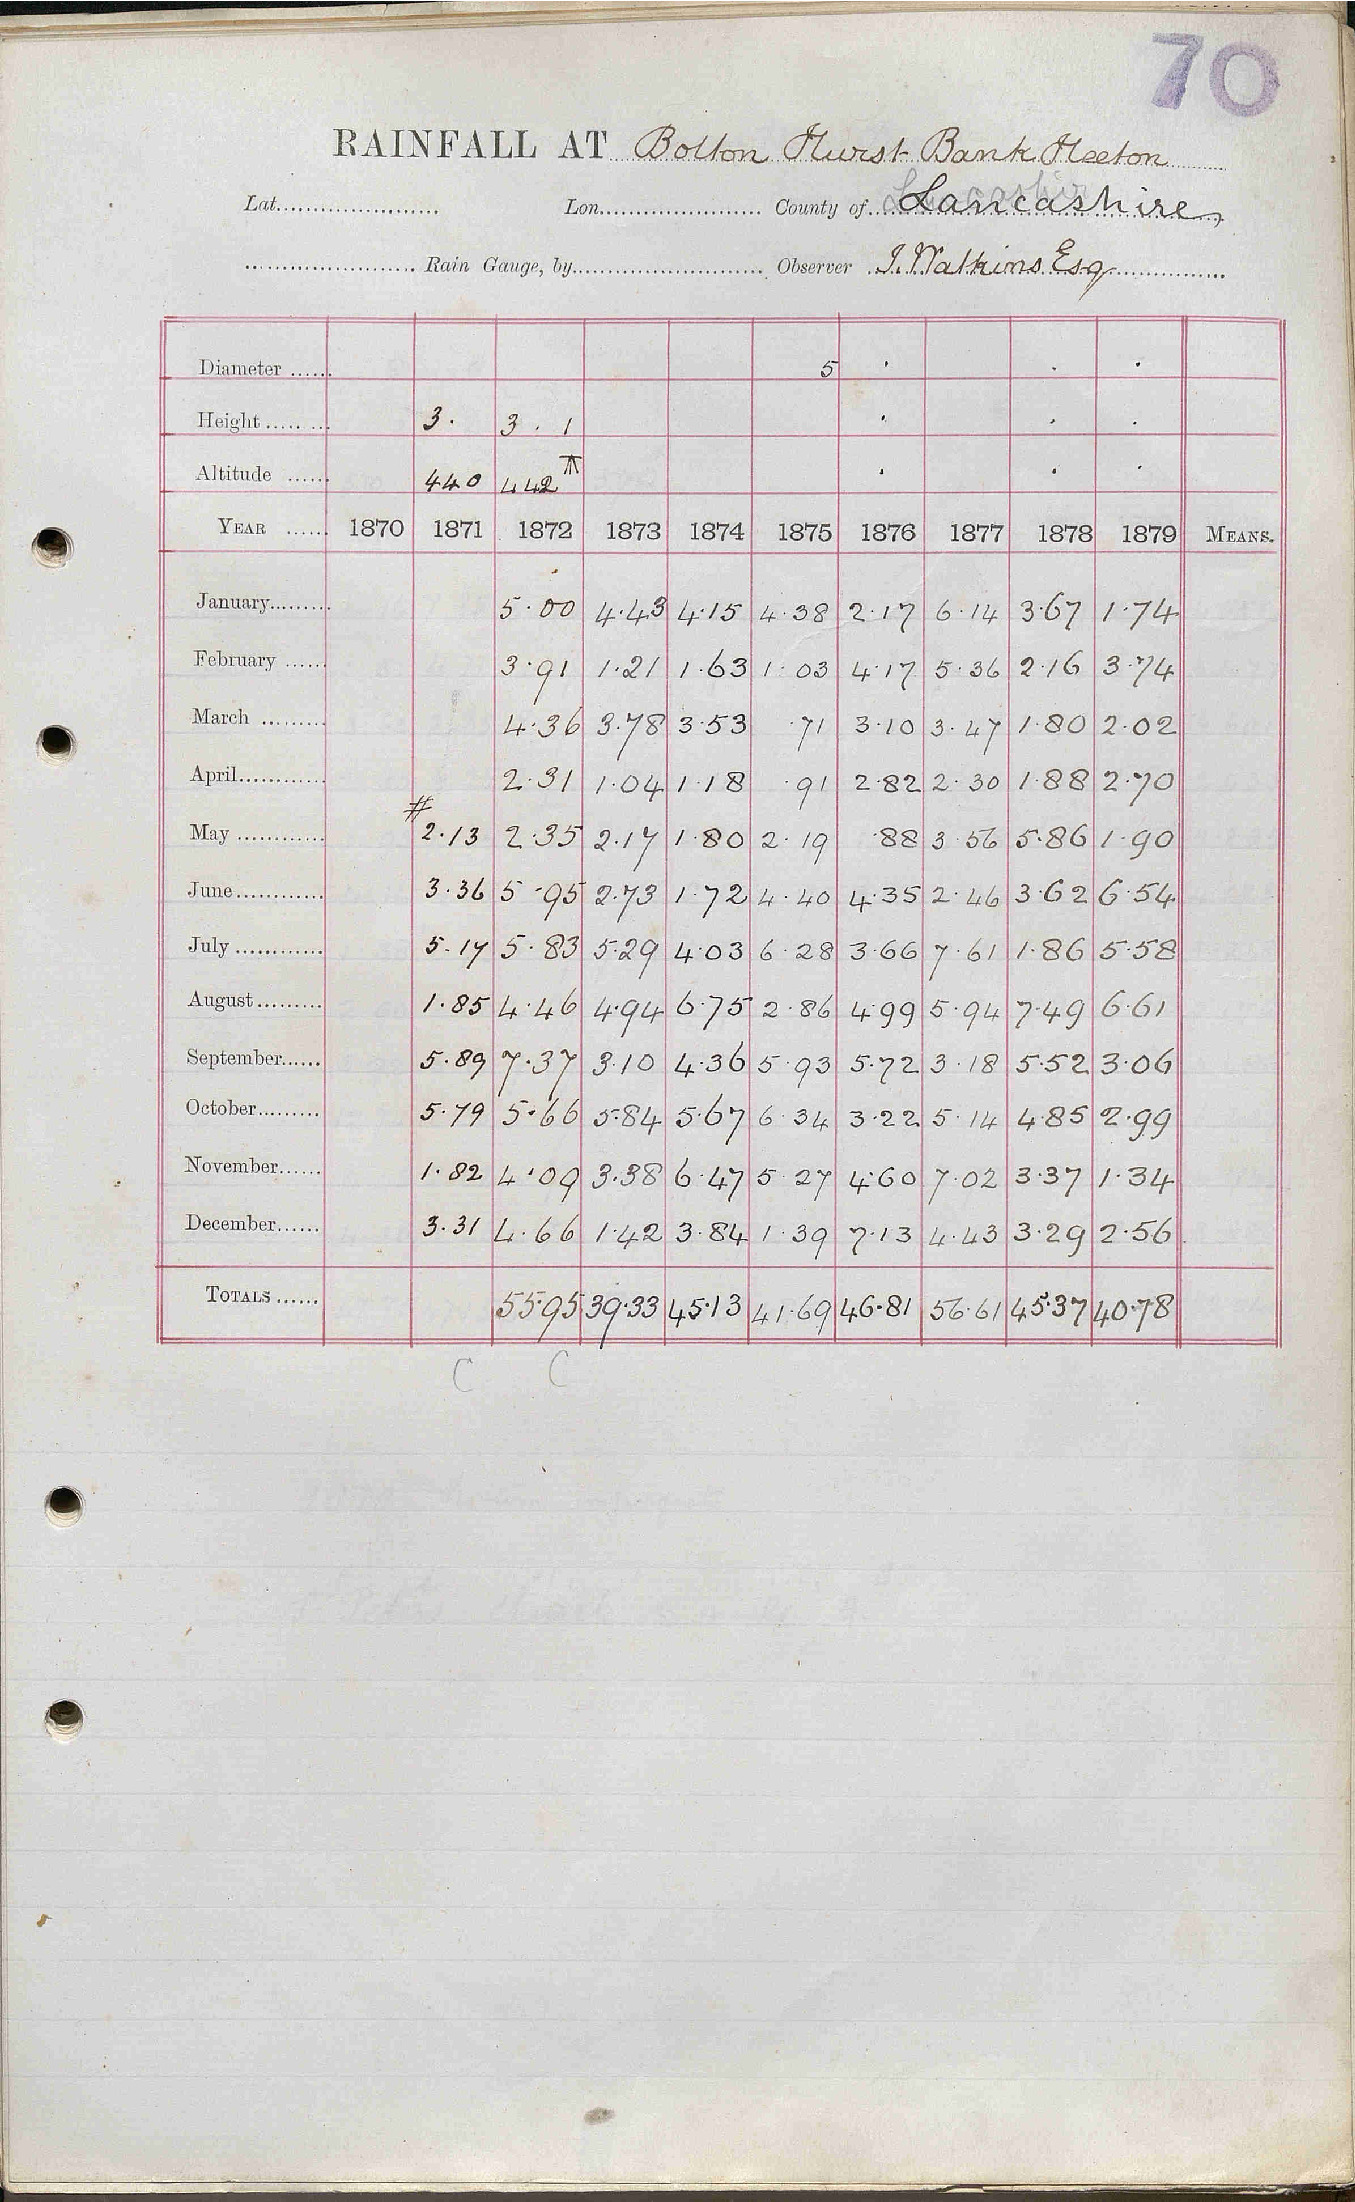 70
RAINFALL AT Bolton Hurst Bank Heeton
Lat. Lon. County of Lancashire
Rain Gauge, by Observer J. Watkins Esq
Diameter 5
Height 3. 3.1
Altitude 440 442
YEAR 1870 1871 1872 1873 1874 1875 1876 1877 1878 1879 MEANS.
January 5.00 4.43 4.15 4.38 2.17 6.14 3.67 1.74
February 3.91 1.21 1.63 1.03 4.17 5.36 2.16 3.74
March 4.36 3.78 3.53 .71 3.10 3.47 1.80 2.02
April 2.31 1.04 1.18 .91 2.82 2.30 1.88 2.70
May #2.13 2.35 2.17 1.80 2.19 .88 3.56 5.86 1.90
June 3.36 5.95 2.73 1.72 4.40 4.35 2.46 3.62 6.54
July 5.17 5.83 5.29 4.03 6.28 3.66 7.61 1.86 5.58
August 1.85 4.46 4.94 6.75 2.86 4.99 5.94 7.49 6.61
September 5.89 7.37 3.10 4.36 5.93 5.72 3.18 5.52 3.06
October 5.79 5.66 5.84 5.67 6.34 3.22 5.14 4.85 2.99
November 1.82 4.09 3.38 6.47 5.27 4.60 7.02 3.37 1.34
December 3.31 4.66 1.42 3.84 1.39 7.13 4.43 3.29 2.56
TOTALS 55.95 39.33 45.13 41.69 46.81 56.61 45.37 40.78
C C